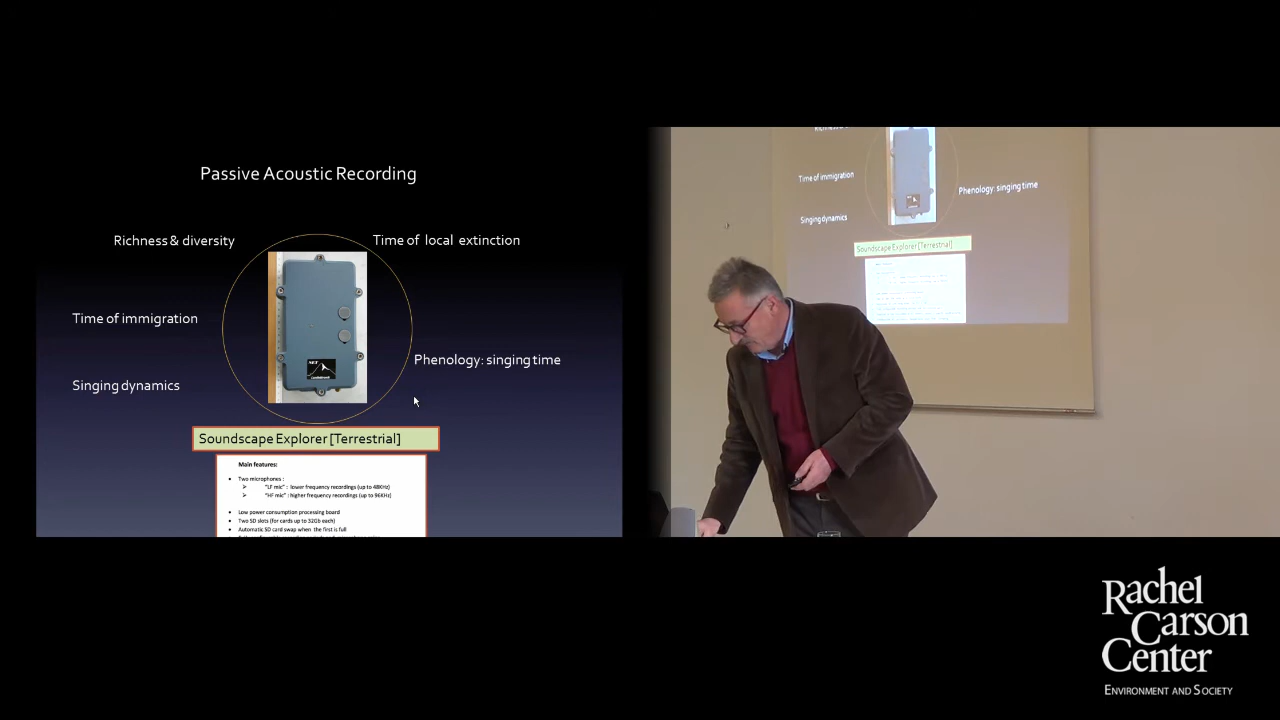 Passive Acoustic Recording
Richness & diversity
Time of local extinction
Time of immigration
Phenology: singing time
Singing dynamics
Soundscape Explorer [Terrestrial]
Main features:
• Two microphones :
➢ "LF mic" : lower frequency recordings (up to 48KHz)
➢ "HF mic" : higher frequency recordings (up to 96KHz)
• Low power consumption processing board
• Two SD slots (for cards up to 32Gb each)
• Automatic SD card swap when the first is full
Time of immigration
Phenology: singing time
Singing dynamics
Soundscape Explorer [Terrestrial]
Rachel
Carson
Center
ENVIRONMENT AND SOCIETY